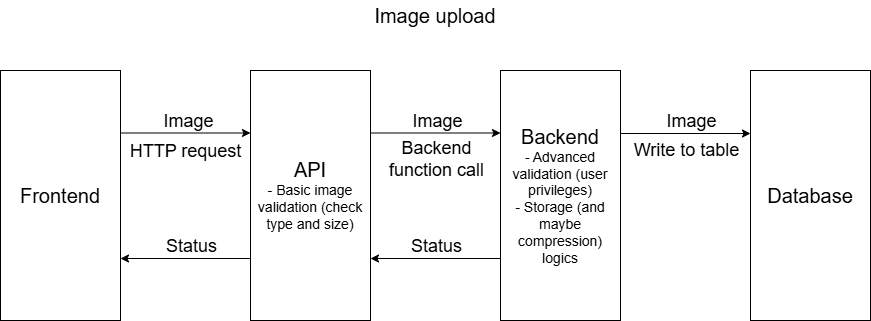 Image upload
Frontend
Image
HTTP request
Status
API
- Basic image
validation (check
type and size)
Image
Backend
function call
Status
Backend
- Advanced
validation (user
privileges)
- Storage (and
maybe
compression)
logics
Image
Write to table
Database